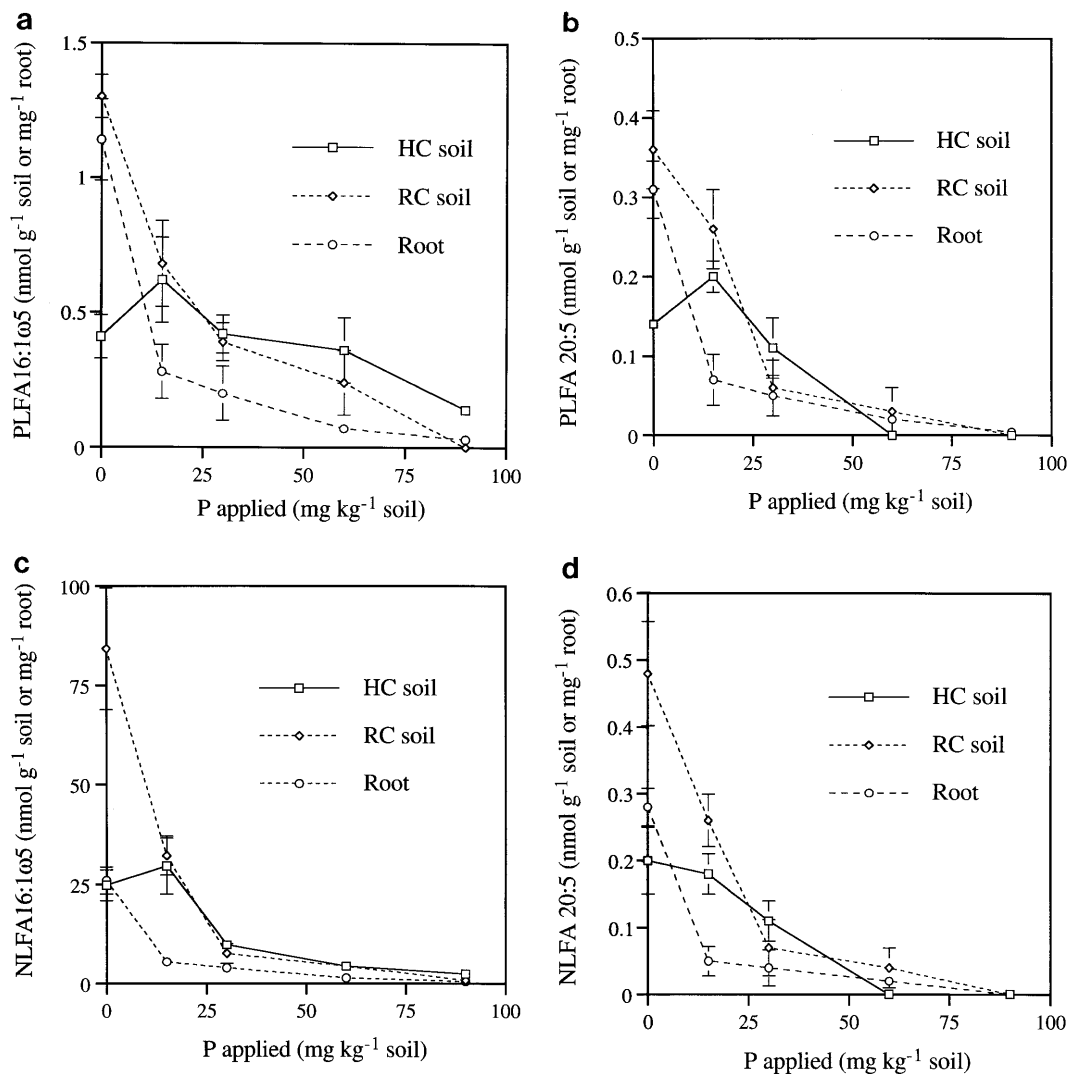 a
PLFA16:1ω5 (nmol g-1 soil or mg-1 root)
1.5
1
0.5
0
HC soil
RC soil
Root
0 25 50 75 100
P applied (mg kg-1 soil)
b
PLFA 20:5 (nmol g-1 soil or mg-1 root)
0.5
0.4
0.3
0.2
0.1
0
HC soil
RC soil
Root
0 25 50 75 100
P applied (mg kg-1 soil)
c
NLFA16:1ω5 (nmol g-1 soil or mg-1 root)
100
75
50
25
0
HC soil
RC soil
Root
0 25 50 75 100
P applied (mg kg-1 soil)
d
NLFA 20:5 (nmol g-1 soil or mg-1 root)
0.6
0.5
0.4
0.3
0.2
0.1
0
HC soil
RC soil
Root
0 25 50 75 100
P applied (mg kg-1 soil)